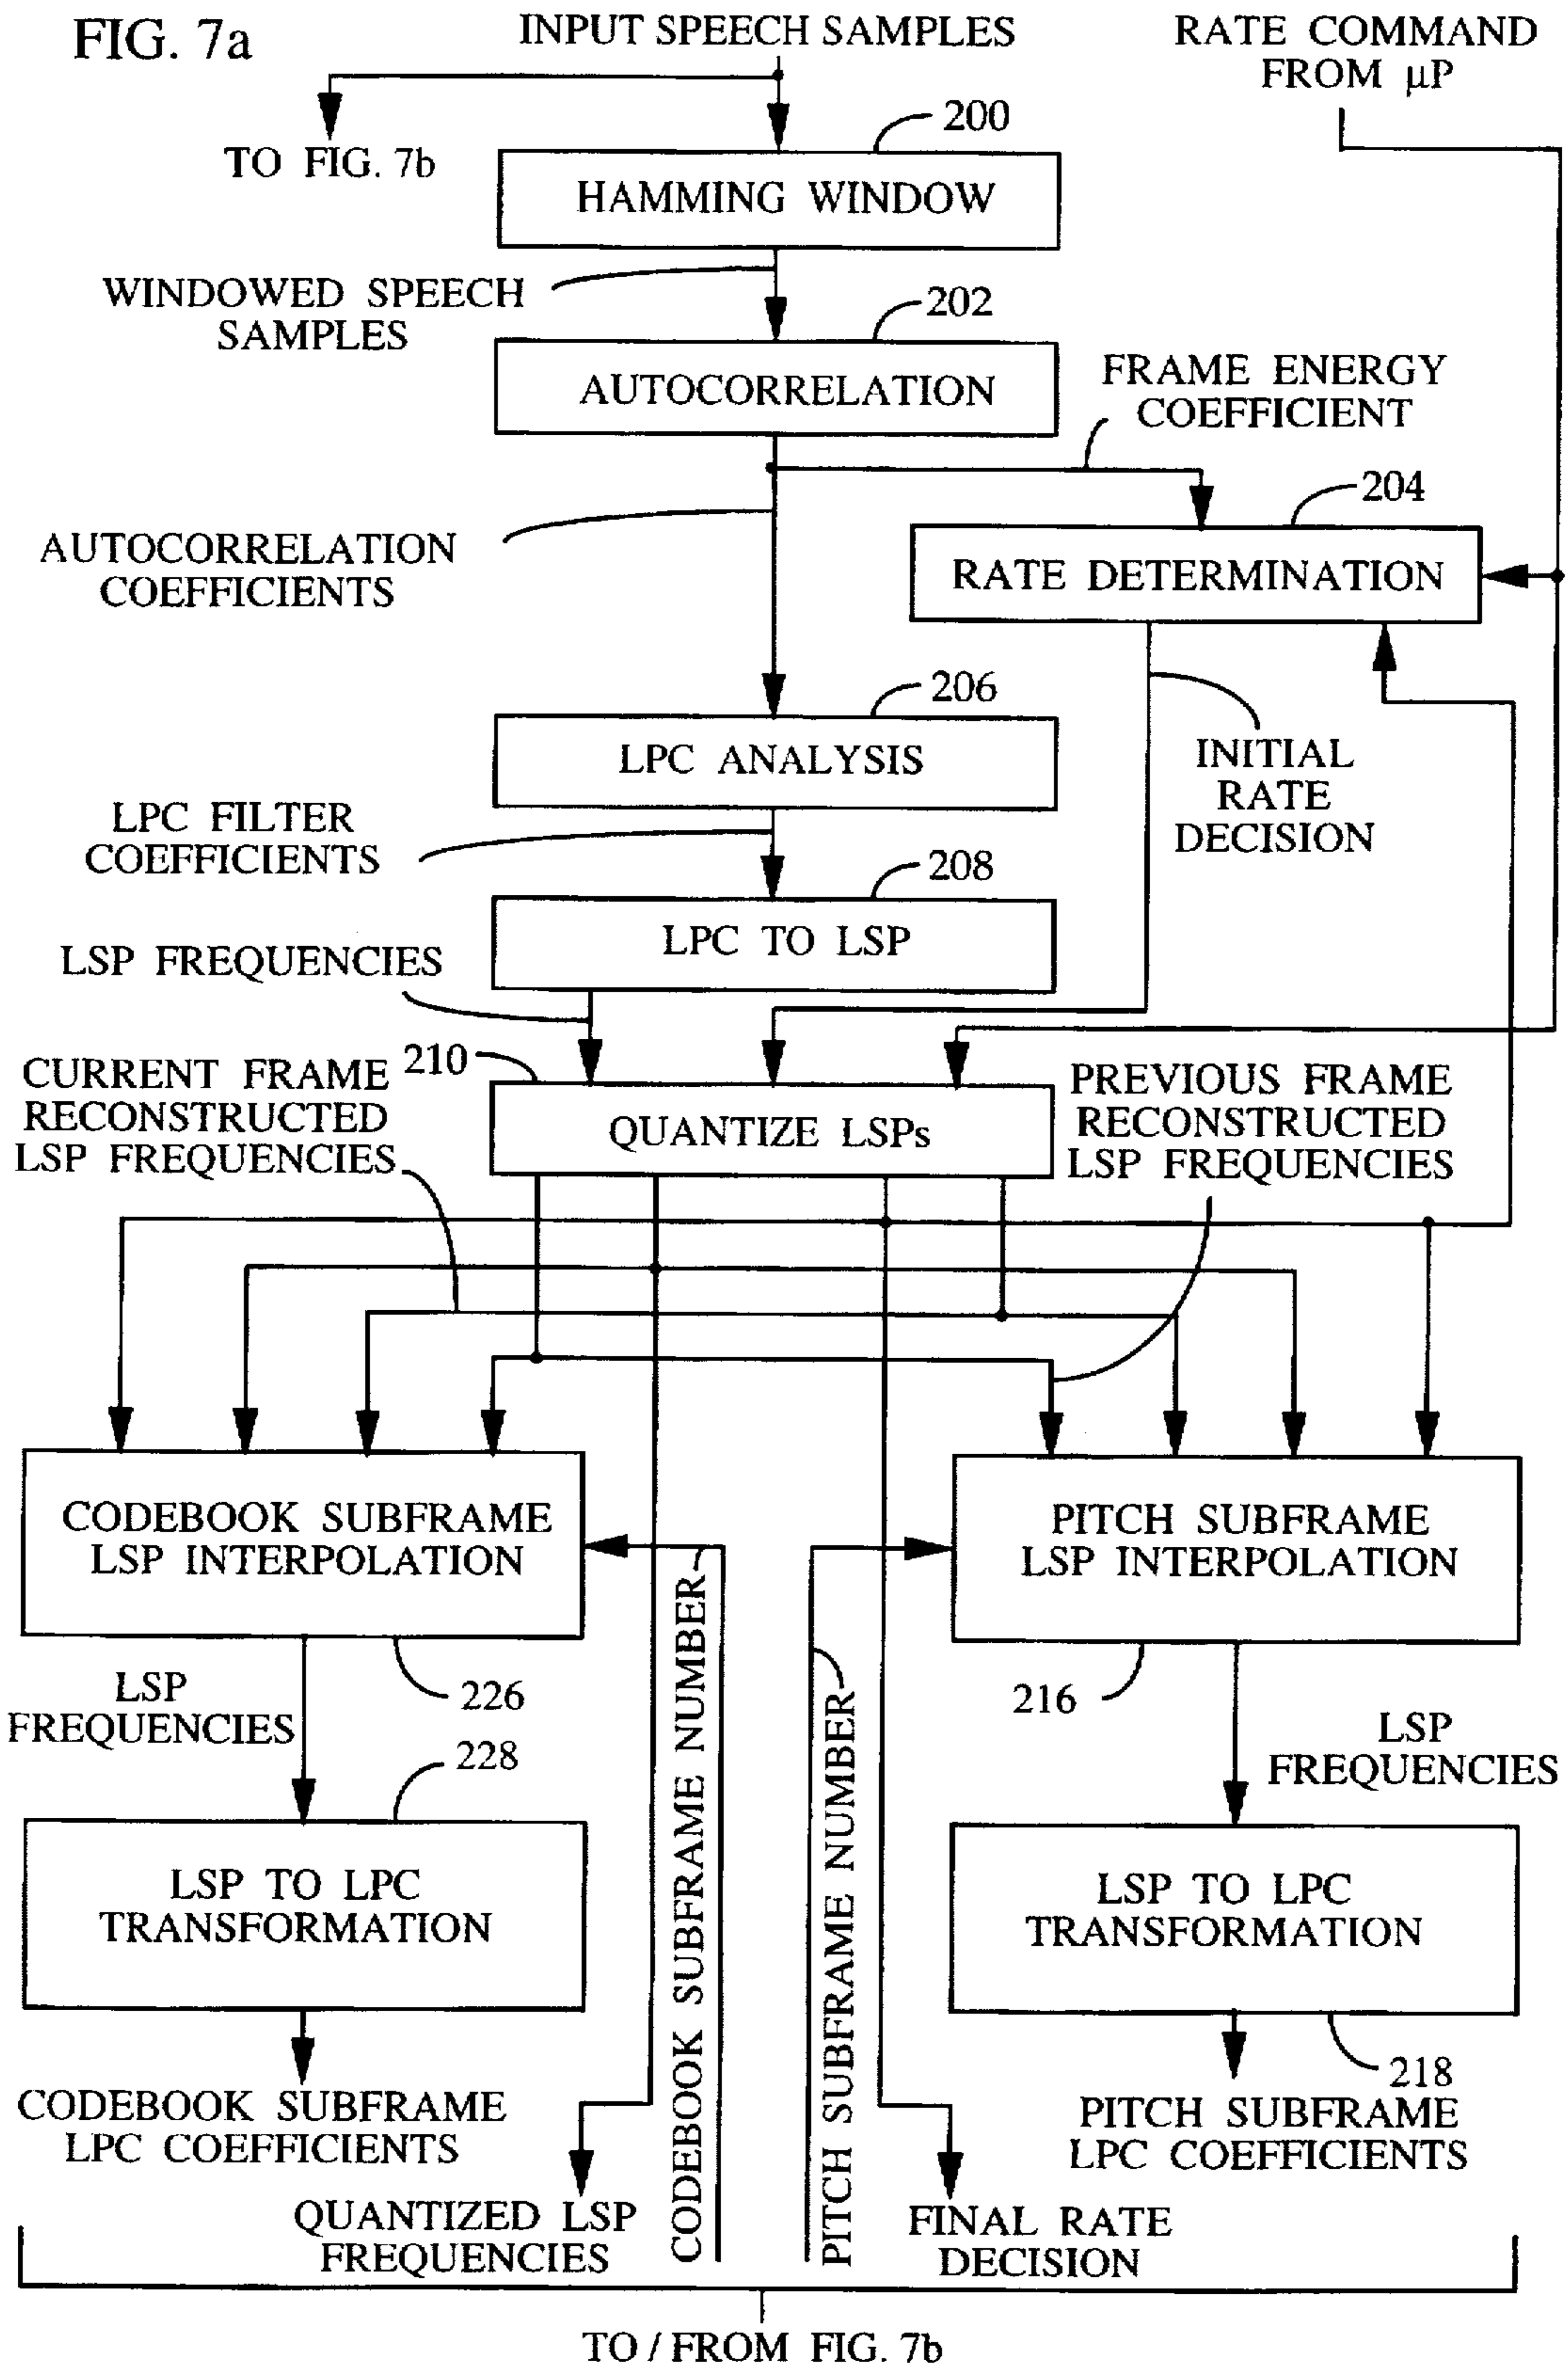 FIG. 7a
INPUT SPEECH SAMPLES
RATE COMMAND
FROM µP
TO FIG. 7b
200
HAMMING WINDOW
WINDOWED SPEECH
SAMPLES
202
AUTOCORRELATION
FRAME ENERGY
COEFFICIENT
204
AUTOCORRELATION
COEFFICIENTS
RATE DETERMINATION
206
LPC ANALYSIS
INITIAL
RATE
DECISION
LPC FILTER
COEFFICIENTS
208
LPC TO LSP
LSP FREQUENCIES
210
CURRENT FRAME
RECONSTRUCTED
LSP FREQUENCIES
QUANTIZE LSPs
PREVIOUS FRAME
RECONSTRUCTED
LSP FREQUENCIES
CODEBOOK SUBFRAME
LSP INTERPOLATION
PITCH SUBFRAME
LSP INTERPOLATION
226
216
LSP
FREQUENCIES
LSP
FREQUENCIES
228
CODEBOOK SUBFRAME NUMBER
PITCH SUBFRAME NUMBER
LSP TO LPC
TRANSFORMATION
LSP TO LPC
TRANSFORMATION
218
CODEBOOK SUBFRAME
LPC COEFFICIENTS
PITCH SUBFRAME
LPC COEFFICIENTS
QUANTIZED LSP
FREQUENCIES
FINAL RATE
DECISION
TO / FROM FIG. 7b